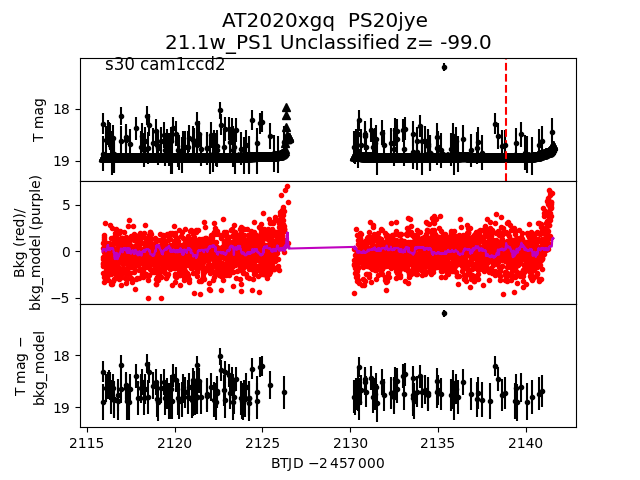 AT2020xgq  PS20jye
21.1w_PS1 Unclassified z= -99.0
s30 cam1ccd2
T mag
18
19
Bkg (red)/
bkg_model (purple)
5
0
−5
T mag −
bkg_model
18
19
2115 2120 2125 2130 2135 2140
BTJD −2 457 000